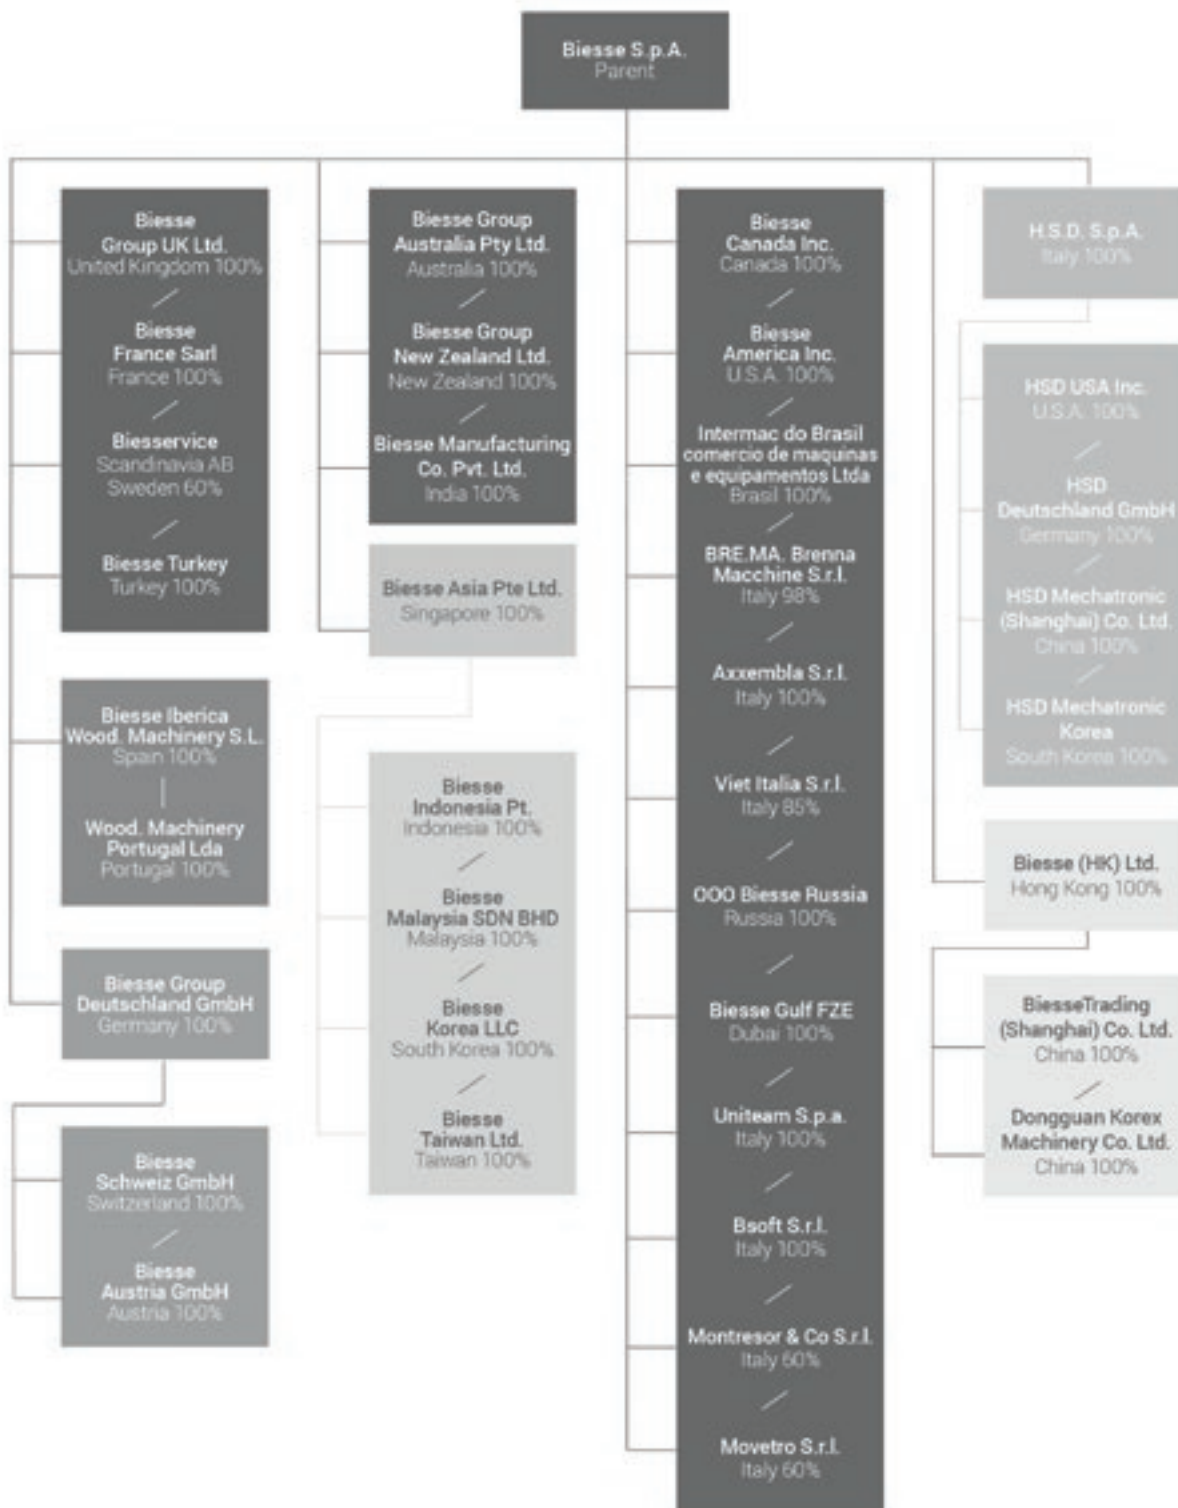 Biesse S.p.A.
Parent
Biesse
Group UK Ltd.
United Kingdom 100%
Biesse
France Sarl
France 100%
Biesservice
Scandinavia AB
Sweden 60%
Biesse Turkey
Turkey 100%
Biesse Iberica
Wood. Machinery S.L.
Spain 100%
Wood. Machinery
Portugal Lda
Portugal 100%
Biesse Group
Deutschland GmbH
Germany 100%
Biesse
Schweiz GmbH
Switzerland 100%
Biesse
Austria GmbH
Austria 100%
Biesse Group
Australia Pty Ltd.
Australia 100%
Biesse Group
New Zealand Ltd.
New Zealand 100%
Biesse Manufacturing
Co. Pvt. Ltd.
India 100%
Biesse Asia Pte Ltd.
Singapore 100%
Biesse
Indonesia Pt.
Indonesia 100%
Biesse
Malaysia SDN BHD
Malaysia 100%
Biesse
Korea LLC
South Korea 100%
Biesse
Taiwan Ltd.
Taiwan 100%
Biesse
Canada Inc.
Canada 100%
Biesse
America Inc.
U.S.A. 100%
Intermac do Brasil
comercio de maquinas
e equipamentos Ltda
Brasil 100%
BRE.MA. Brenna
Macchine S.r.l.
Italy 98%
Axxembla S.r.l.
Italy 100%
Viet Italia S.r.l.
Italy 85%
OOO Biesse Russia
Russia 100%
Biesse Gulf FZE
Dubai 100%
Uniteam S.p.a.
Italy 100%
Bsoft S.r.l.
Italy 100%
Montresor & Co S.r.l.
Italy 60%
Movetro S.r.l.
Italy 60%
H.S.D. S.p.A.
Italy 100%
HSD USA Inc.
U.S.A. 100%
HSD
Deutschland GmbH
Germany 100%
HSD Mechatronic
(Shanghai) Co. Ltd.
China 100%
HSD Mechatronic
Korea
South Korea 100%
Biesse (HK) Ltd.
Hong Kong 100%
BiesseTrading
(Shanghai) Co. Ltd.
China 100%
Dongguan Korex
Machinery Co. Ltd.
China 100%